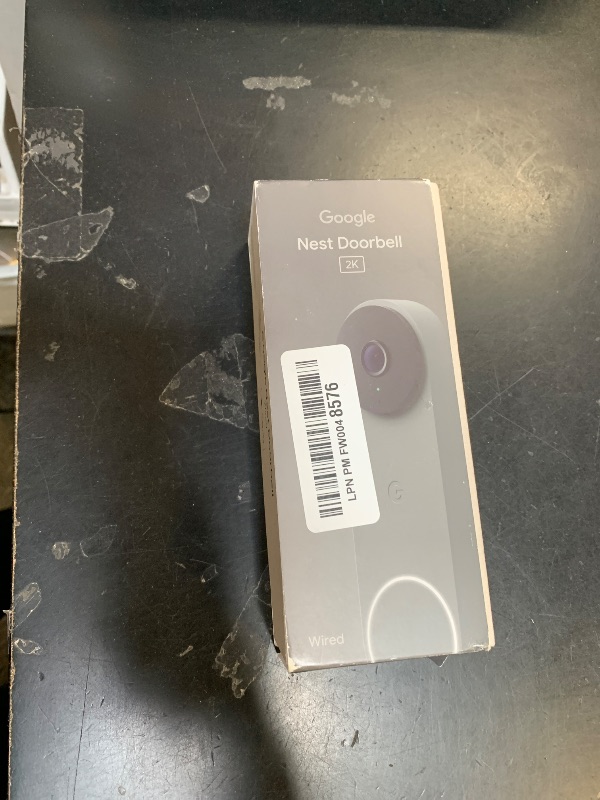 Google
Nest Doorbell
2K
LPN PM FW004 8576
G
Wired